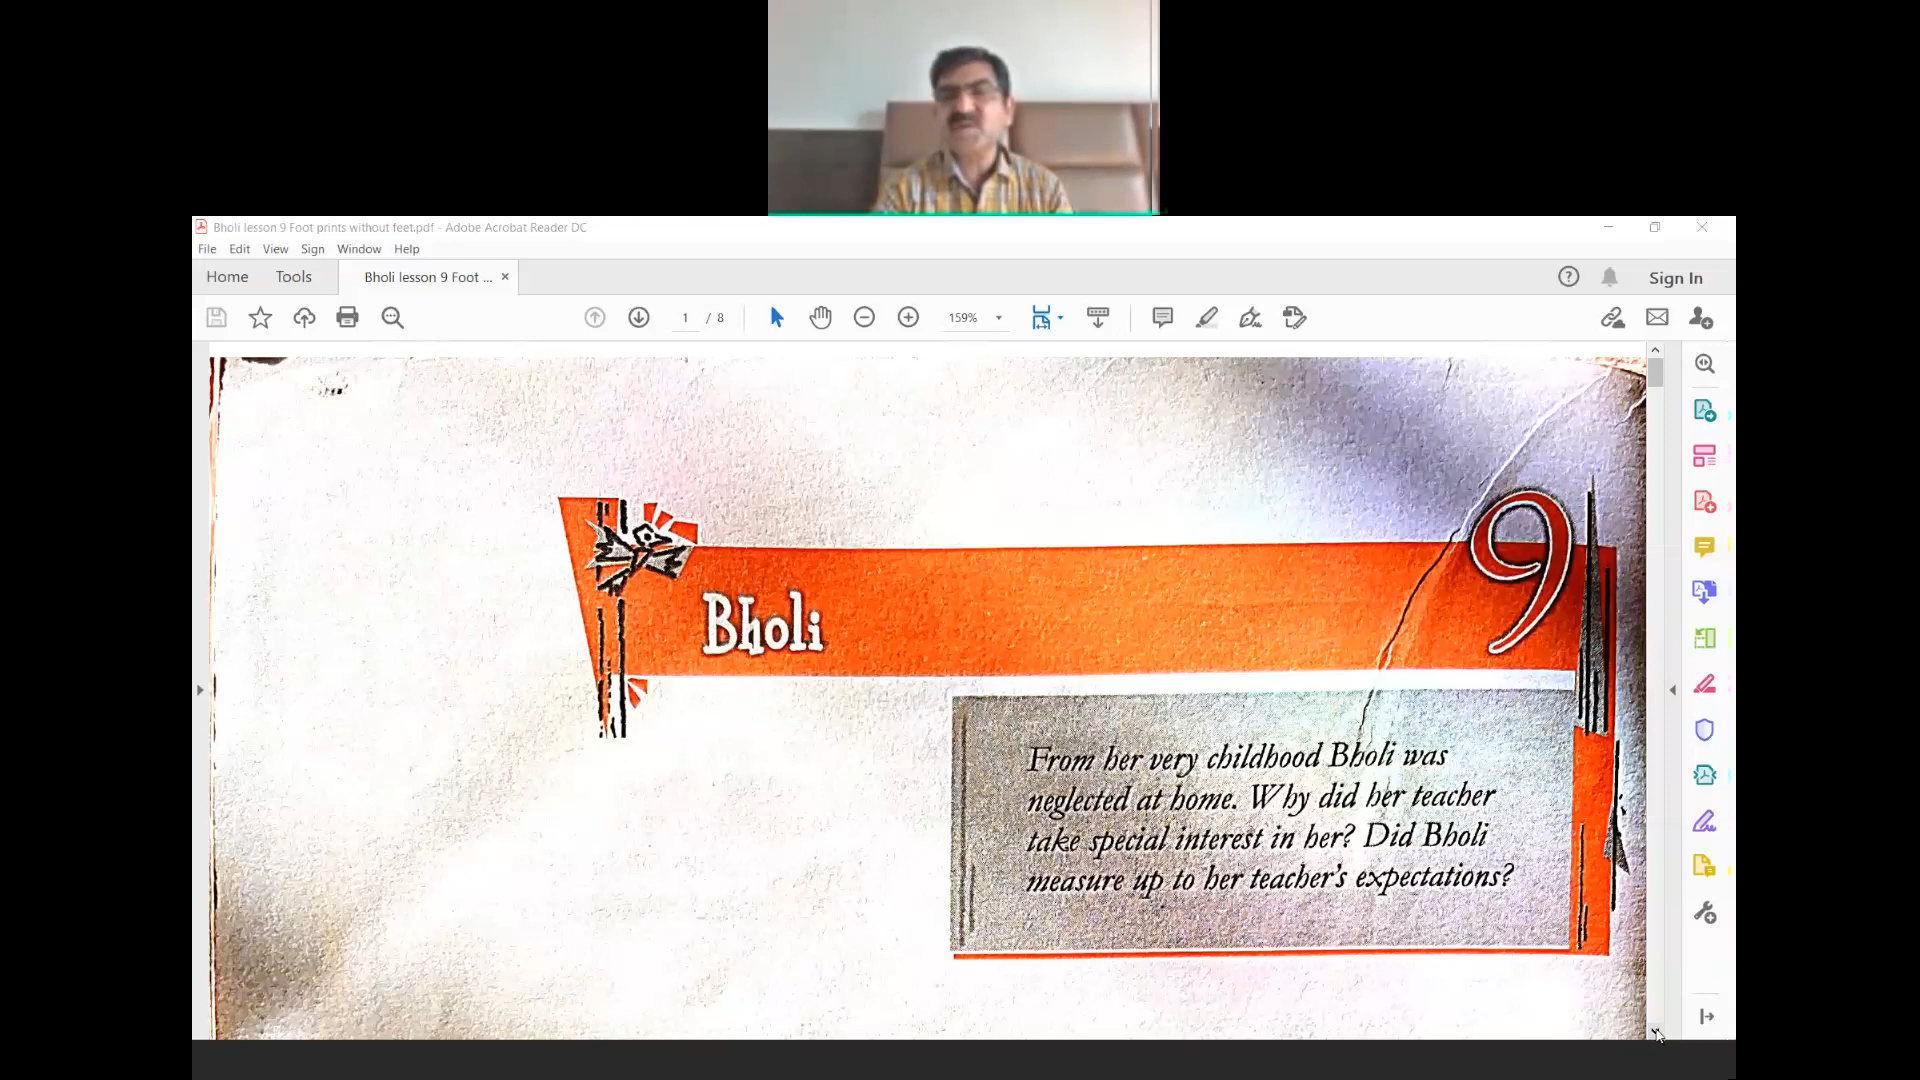 Bholi lesson 9 Foot prints without feet.pdf - Adobe Acrobat Reader DC
File Edit View Sign Window Help
Home Tools Bholi lesson 9 Foot ... × Sign In
1 / 8 159%
9
Bholi
From her very childhood Bholi was
neglected at home. Why did her teacher
take special interest in her? Did Bholi
measure up to her teacher's expectations?